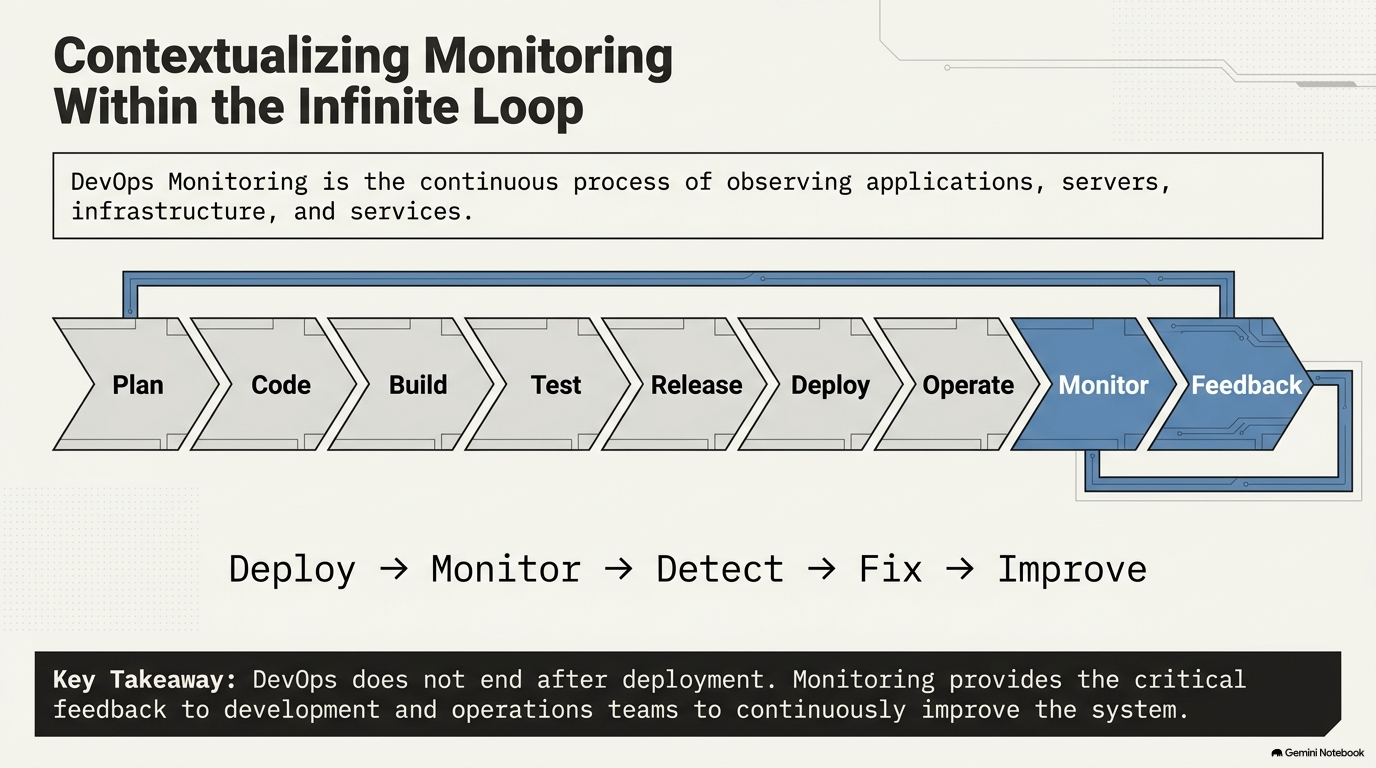 Contextualizing Monitoring
Within the Infinite Loop
DevOps Monitoring is the continuous process of observing applications, servers,
infrastructure, and services.
Plan
Code
Build
Test
Release
Deploy
Operate
Monitor
Feedback
Deploy → Monitor → Detect → Fix → Improve
Key Takeaway: DevOps does not end after deployment. Monitoring provides the critical
feedback to development and operations teams to continuously improve the system.
Gemini Notebook